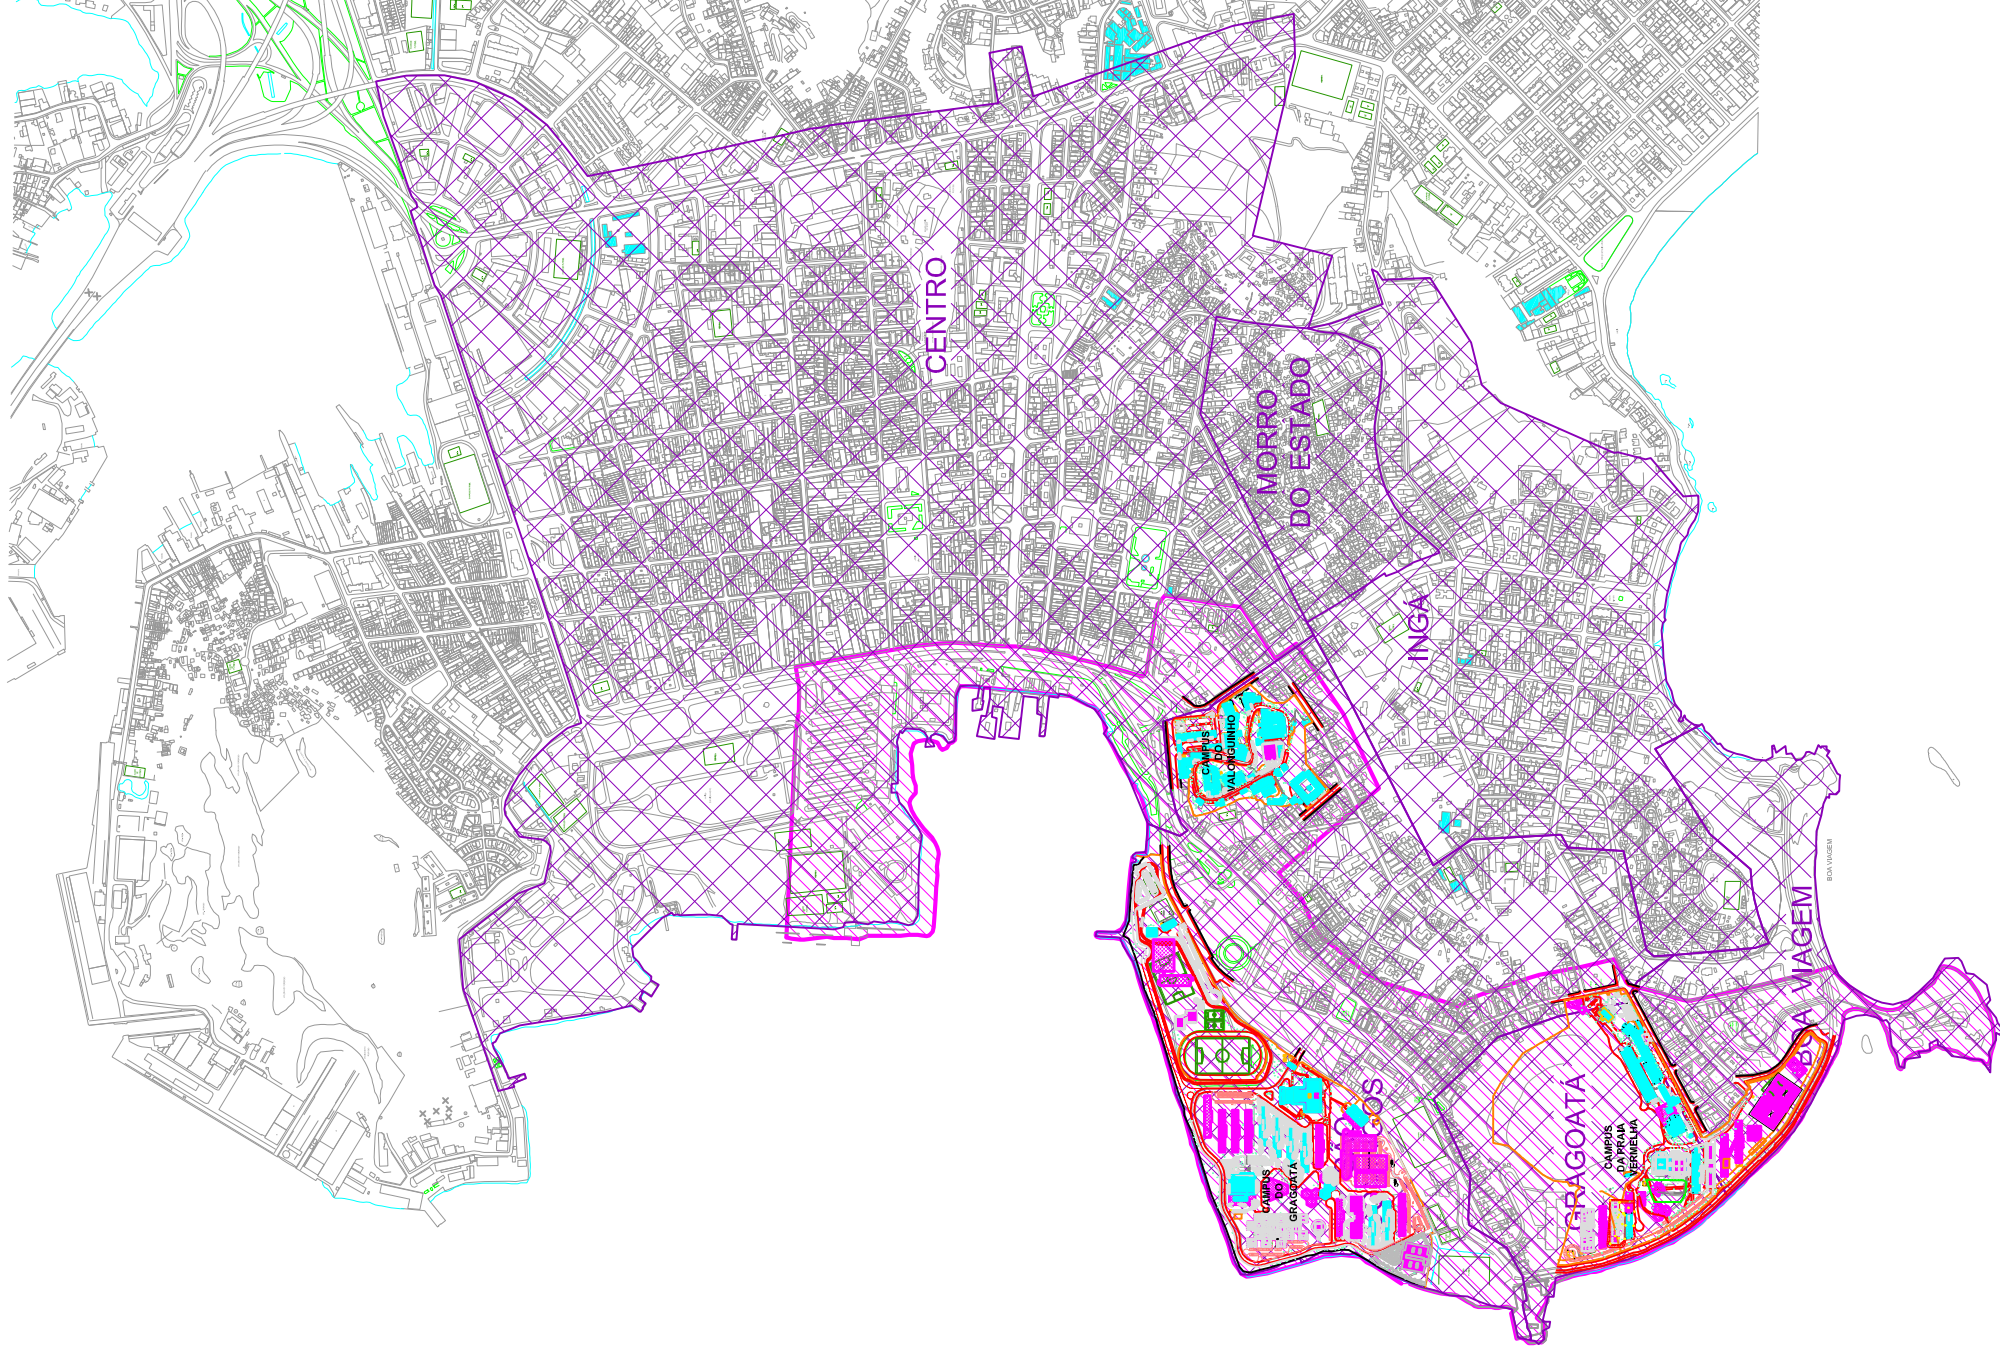 CENTRO
MORRO
DO ESTADO
INGÁ
CAMPUS
DO
VALONGUINHO
BOA VIAGEM
VIAGEM
GRAGOATÁ
CAMPUS
DA PRAIA
VERMELHA
CAMPUS
DO
GRAGOATÁ